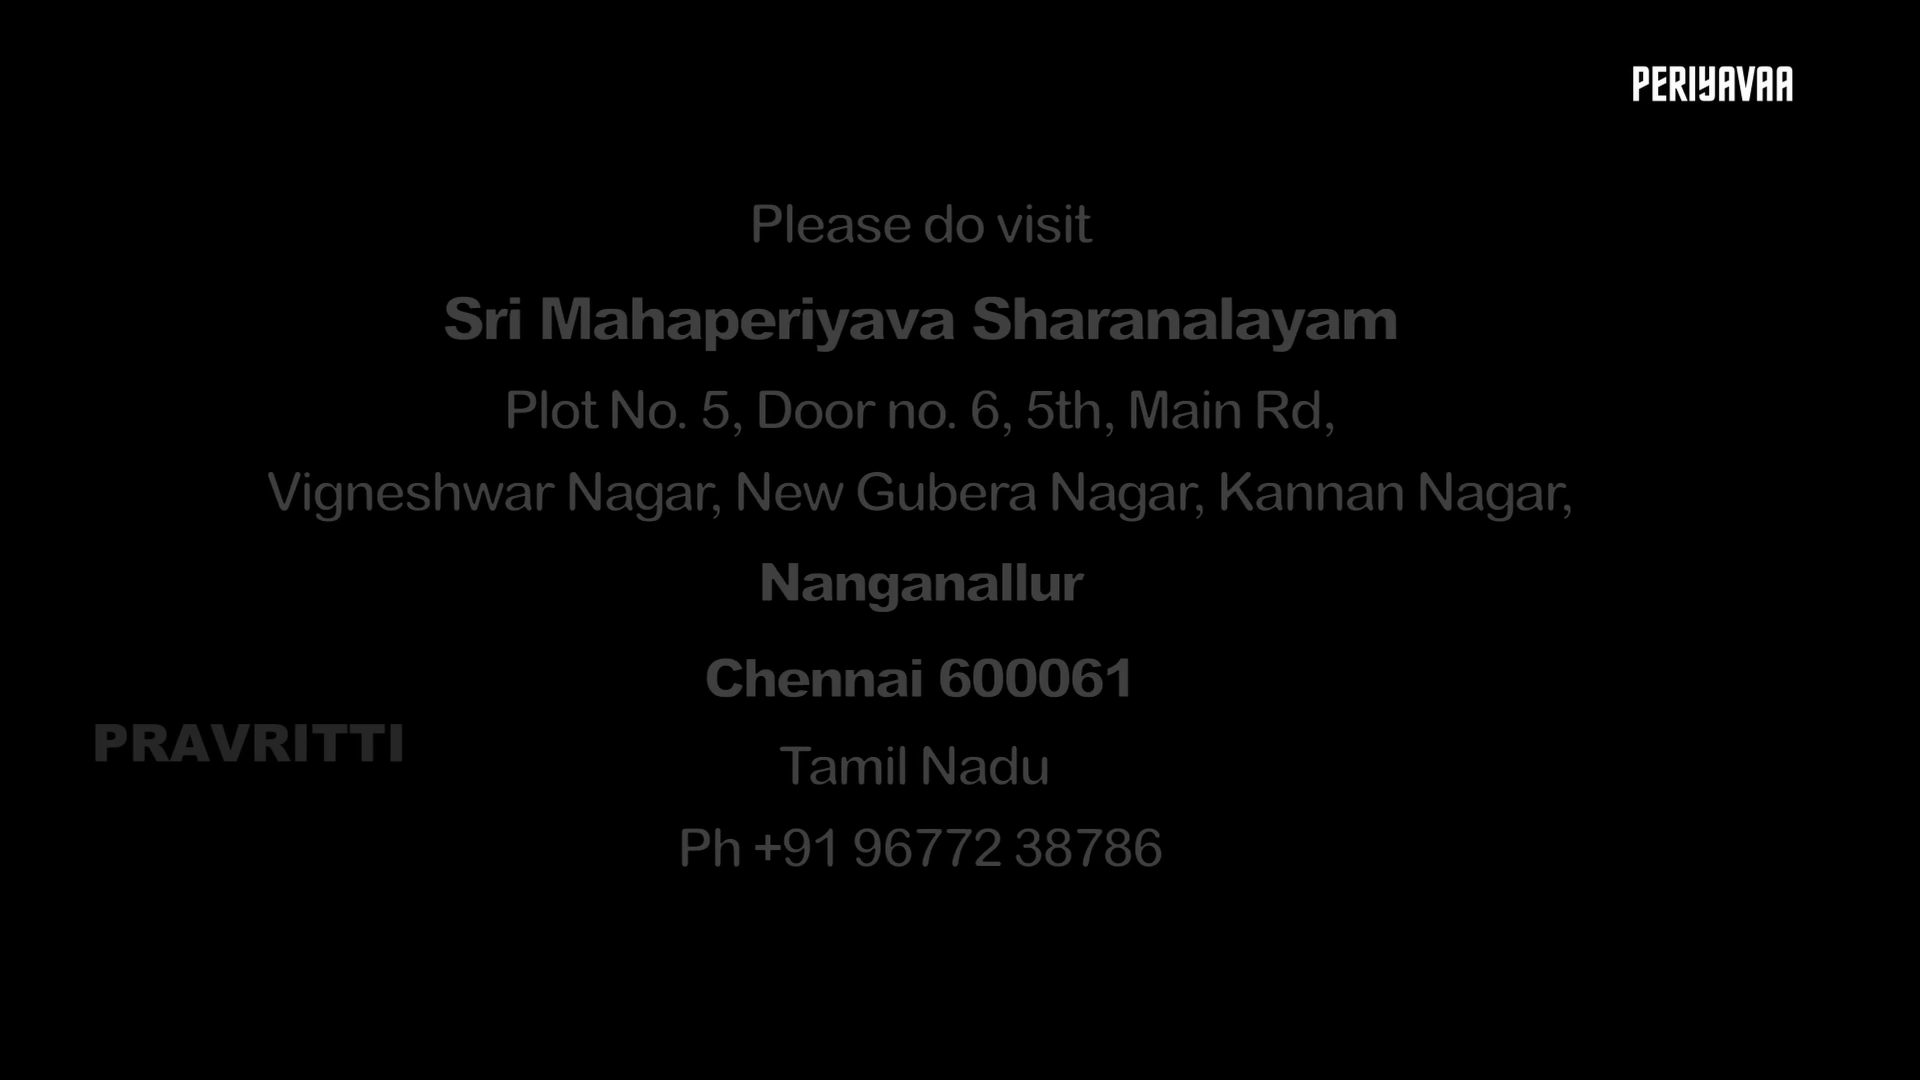 PERIYAVAA
Please do visit
Sri Mahaperiyava Sharanalayam
Plot No. 5, Door no. 6, 5th, Main Rd,
Vigneshwar Nagar, New Gubera Nagar, Kannan Nagar,
Nanganallur
Chennai 600061
PRAVRITTI
Tamil Nadu
Ph +91 96772 38786